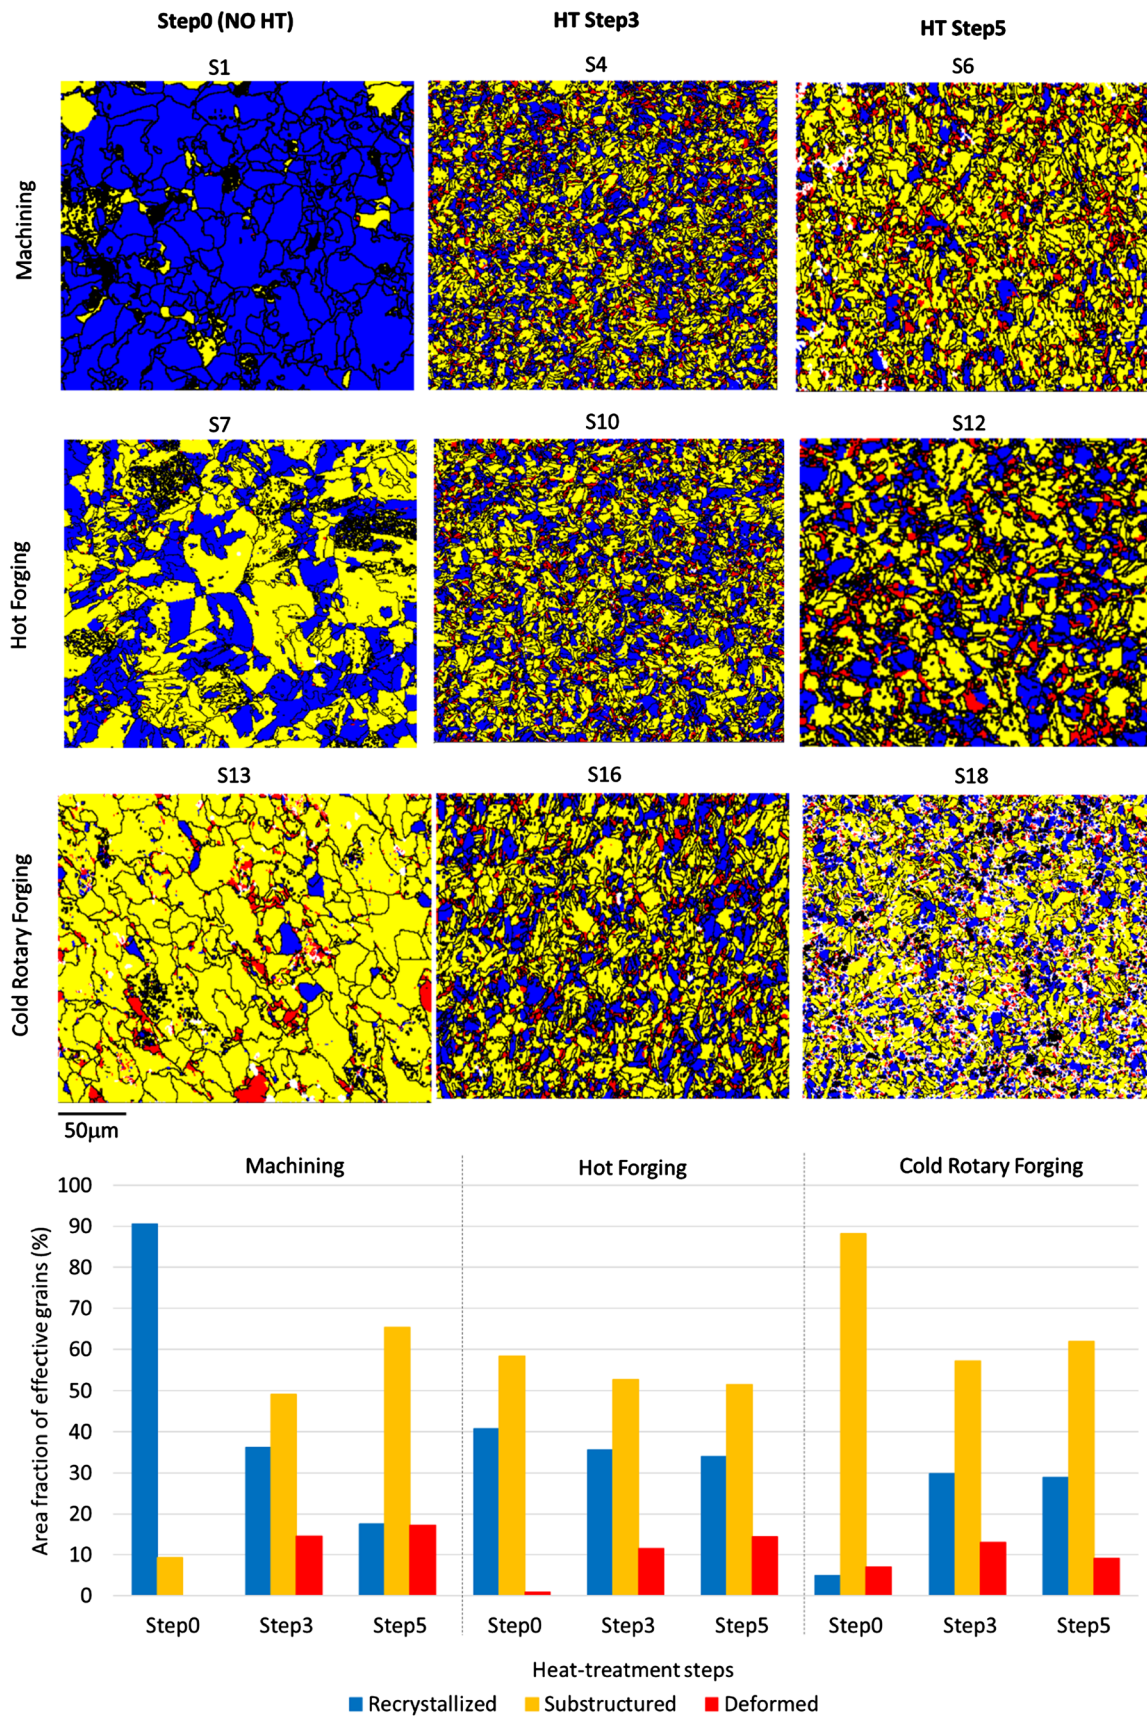 Step0 (NO HT)
HT Step3
HT Step5
S1
S4
S6
Machining
S7
S10
S12
Hot Forging
S13
S16
S18
Cold Rotary Forging
50μm
Machining
Hot Forging
Cold Rotary Forging
Area fraction of effective grains (%)
100
90
80
70
60
50
40
30
20
10
0
Step0
Step3
Step5
Step0
Step3
Step5
Step0
Step3
Step5
Heat-treatment steps
Recrystallized
Substructured
Deformed